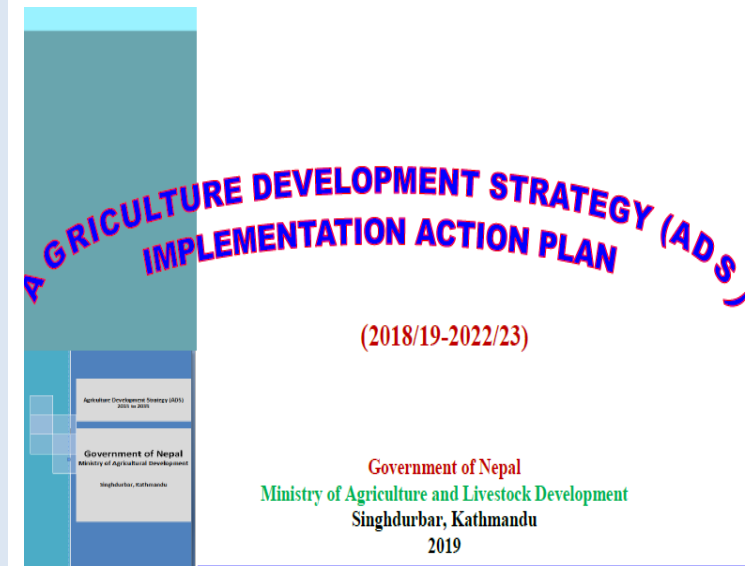 AGRICULTURE DEVELOPMENT STRATEGY (ADS)
IMPLEMENTATION ACTION PLAN
(2018/19-2022/23)
Agriculture Development Strategy (ADS)
2015 to 2035
Government of Nepal
Ministry of Agricultural Development
Singhdurbar, Kathmandu
Government of Nepal
Ministry of Agriculture and Livestock Development
Singhdurbar, Kathmandu
2019